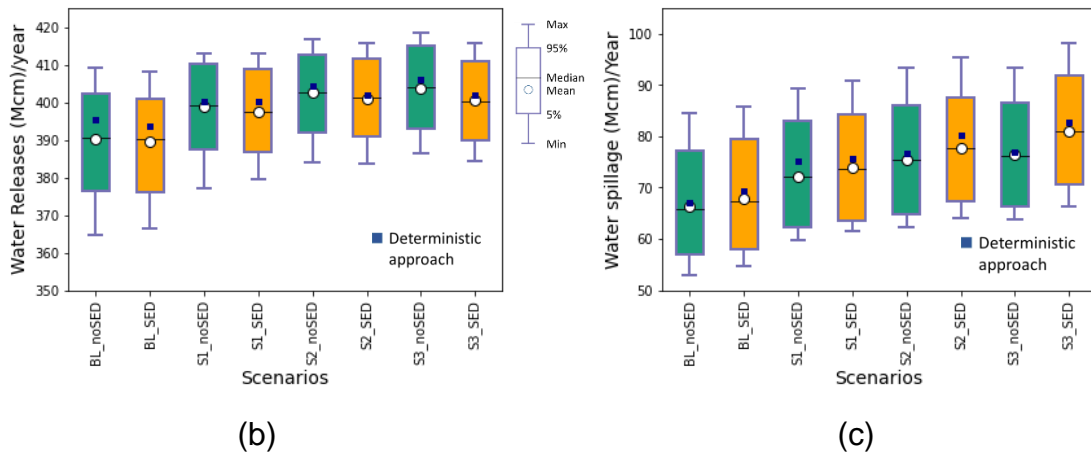 Water Releases (Mcm)/year
420
410
400
390
380
370
360
350
Deterministic
approach
BL_noSED
BL_SED
S1_noSED
S1_SED
S2_noSED
S2_SED
S3_noSED
S3_SED
Scenarios
(b)
Max
95%
Median
Mean
5%
Min
Water spillage (Mcm)/Year
100
90
80
70
60
50
Deterministic
approach
BL_noSED
BL_SED
S1_noSED
S1_SED
S2_noSED
S2_SED
S3_noSED
S3_SED
Scenarios
(c)